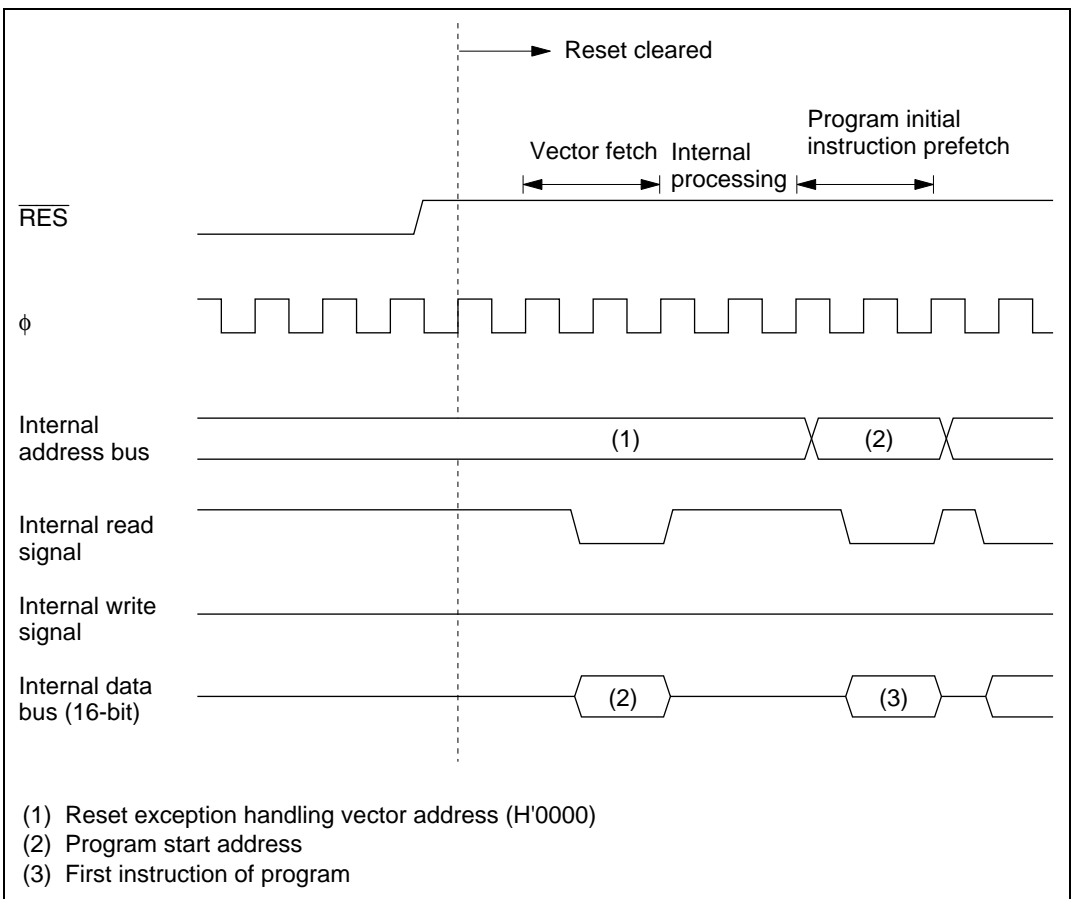 Reset cleared
Program initial
Vector fetch Internal instruction prefetch
processing
RES
ϕ
Internal
address bus
(1) (2)
Internal read
signal
Internal write
signal
Internal data
bus (16-bit)
(2) (3)
(1) Reset exception handling vector address (H'0000)
(2) Program start address
(3) First instruction of program